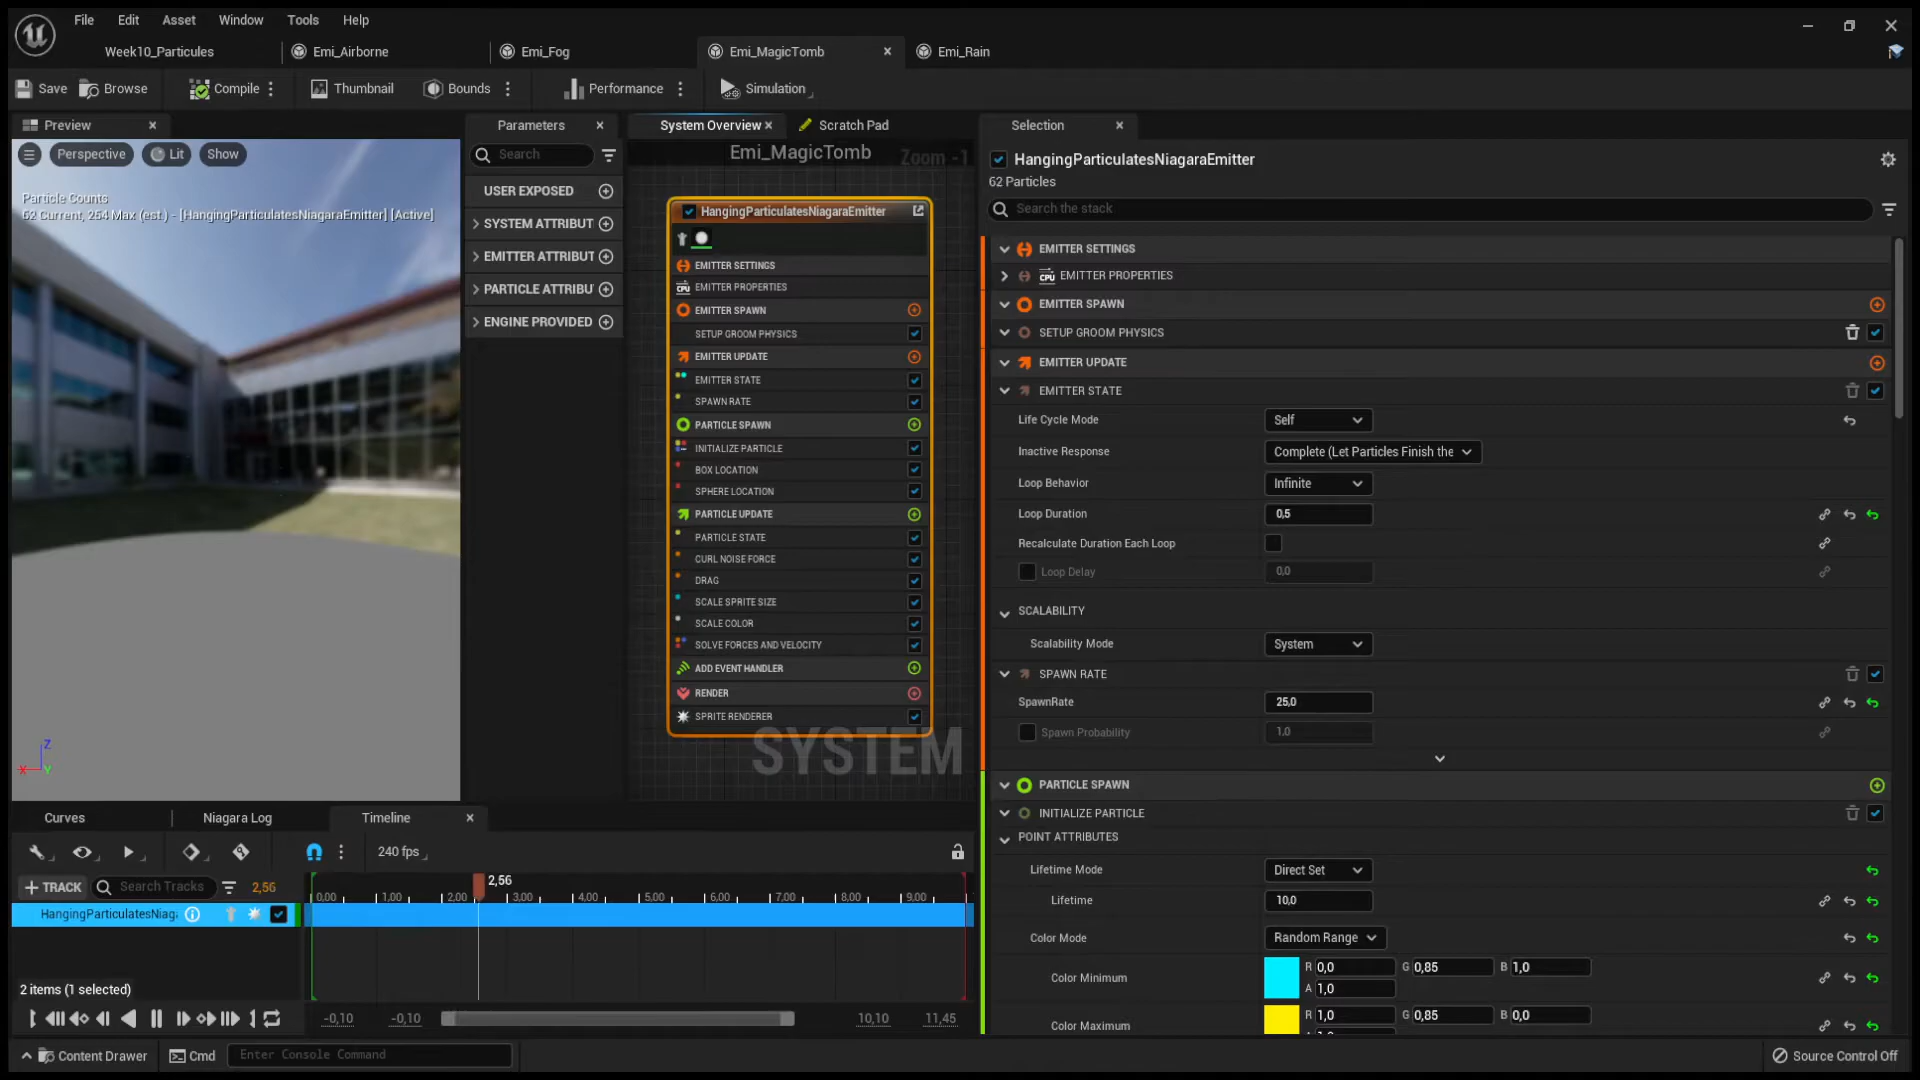 File Edit Asset Window Tools Help
Week10_Particules Emi_Airborne Emi_Fog Emi_MagicTomb Emi_Rain
Save Browse Compile Thumbnail Bounds Performance Simulation
Preview
Perspective Lit Show
Particle Counts
62 Current, 254 Max (est.) - [HangingParticulatesNiagaraEmitter] [Active]
Z
X Y
Parameters
Search
USER EXPOSED
SYSTEM ATTRIBUT
EMITTER ATTRIBUT
PARTICLE ATTRIBU
ENGINE PROVIDED
System Overview Scratch Pad
Emi_MagicTomb Zoom -1
HangingParticulatesNiagaraEmitter
EMITTER SETTINGS
CPU EMITTER PROPERTIES
EMITTER SPAWN
SETUP GROOM PHYSICS
EMITTER UPDATE
EMITTER STATE
SPAWN RATE
PARTICLE SPAWN
INITIALIZE PARTICLE
BOX LOCATION
SPHERE LOCATION
PARTICLE UPDATE
PARTICLE STATE
CURL NOISE FORCE
DRAG
SCALE SPRITE SIZE
SCALE COLOR
SOLVE FORCES AND VELOCITY
ADD EVENT HANDLER
RENDER
SPRITE RENDERER
SYSTEM
Selection
HangingParticulatesNiagaraEmitter
62 Particles
Search the stack
EMITTER SETTINGS
CPU EMITTER PROPERTIES
EMITTER SPAWN
SETUP GROOM PHYSICS
EMITTER UPDATE
EMITTER STATE
Life Cycle Mode Self
Inactive Response Complete (Let Particles Finish the
Loop Behavior Infinite
Loop Duration 0,5
Recalculate Duration Each Loop
Loop Delay 0,0
SCALABILITY
Scalability Mode System
SPAWN RATE
SpawnRate 25,0
Spawn Probability 1,0
PARTICLE SPAWN
INITIALIZE PARTICLE
POINT ATTRIBUTES
Lifetime Mode Direct Set
Lifetime 10,0
Color Mode Random Range
Color Minimum R 0,0 G 0,85 B 1,0
A 1,0
Color Maximum R 1,0 G 0,85 B 0,0
Curves Niagara Log Timeline
240 fps
+ TRACK Search Tracks 2,56
2,56
0,00 1,00 2,00 3,00 4,00 5,00 6,00 7,00 8,00 9,00
HangingParticulatesNiaga
2 items (1 selected)
-0,10 -0,10 10,10 11,45
Content Drawer Cmd Enter Console Command Source Control Off